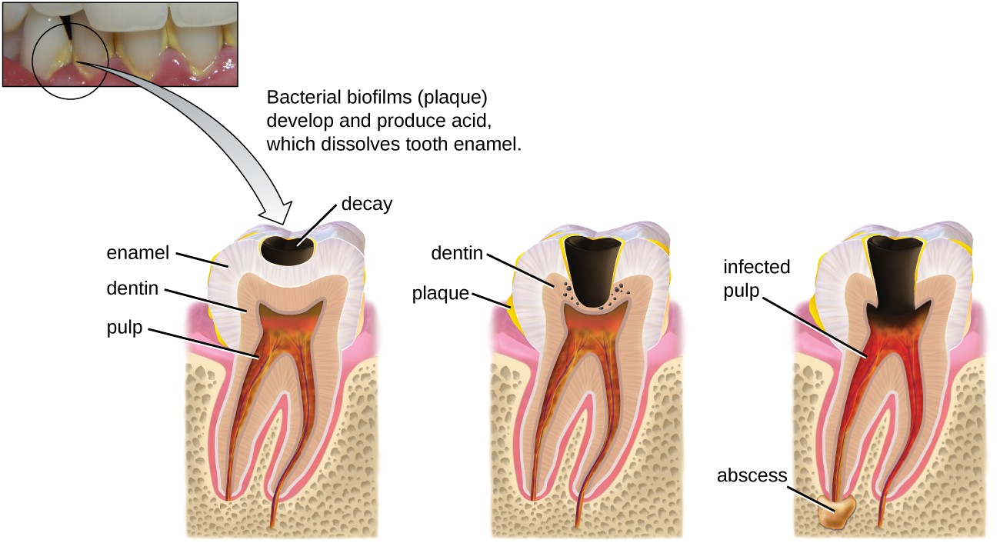 Bacterial biofilms (plaque)
develop and produce acid,
which dissolves tooth enamel.
decay
enamel
dentin
pulp
dentin
plaque
infected
pulp
abscess